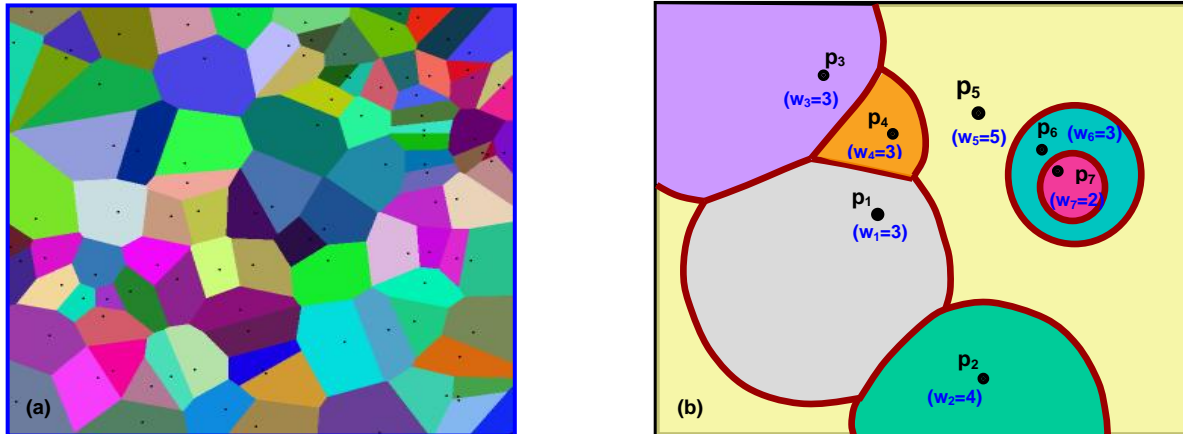 (a)
p3
(w3=3)
p4
(w4=3)
p5
(w5=5)
p6
(w6=3)
p7
(w7=2)
p1
(w1=3)
p2
(w2=4)
(b)